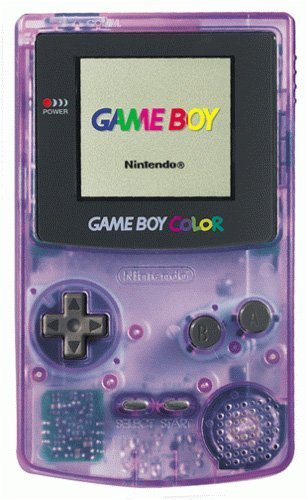 POWER
GAME BOY
Nintendo®
GAME BOY COLOR
Nintendo
B
A
SELECT START